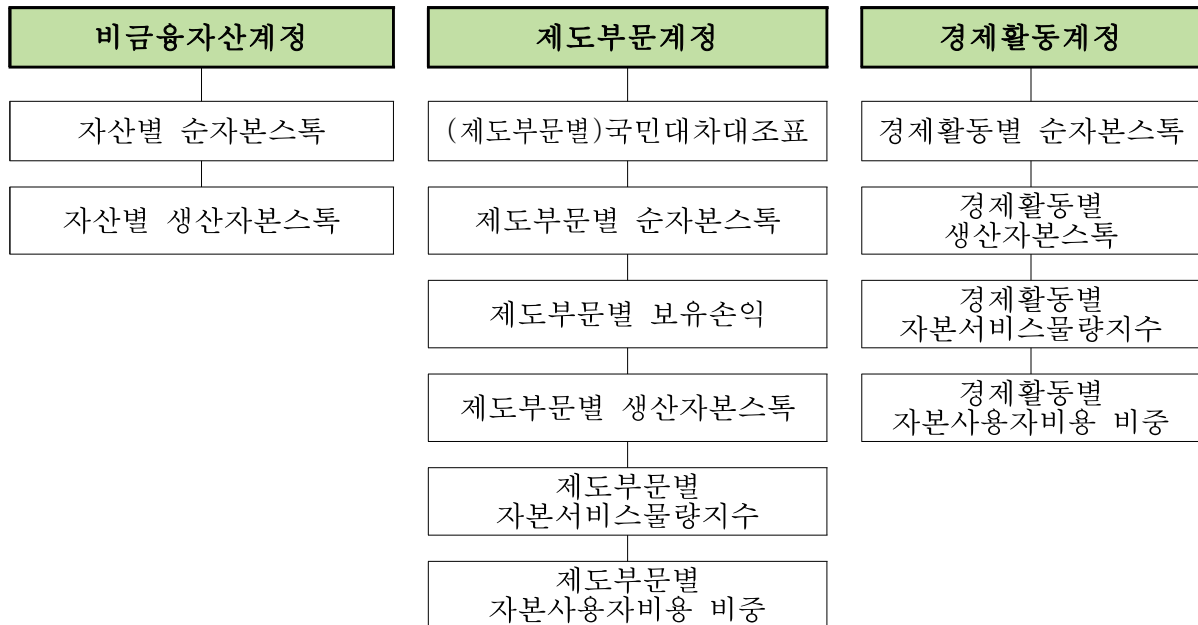 비금융자산계정
자산별 순자본스톡
자산별 생산자본스톡
제도부문계정
(제도부문별)국민대차대조표
제도부문별 순자본스톡
제도부문별 보유손익
제도부문별 생산자본스톡
제도부문별
자본서비스물량지수
제도부문별
자본사용자비용 비중
경제활동계정
경제활동별 순자본스톡
경제활동별
생산자본스톡
경제활동별
자본서비스물량지수
경제활동별
자본사용자비용 비중